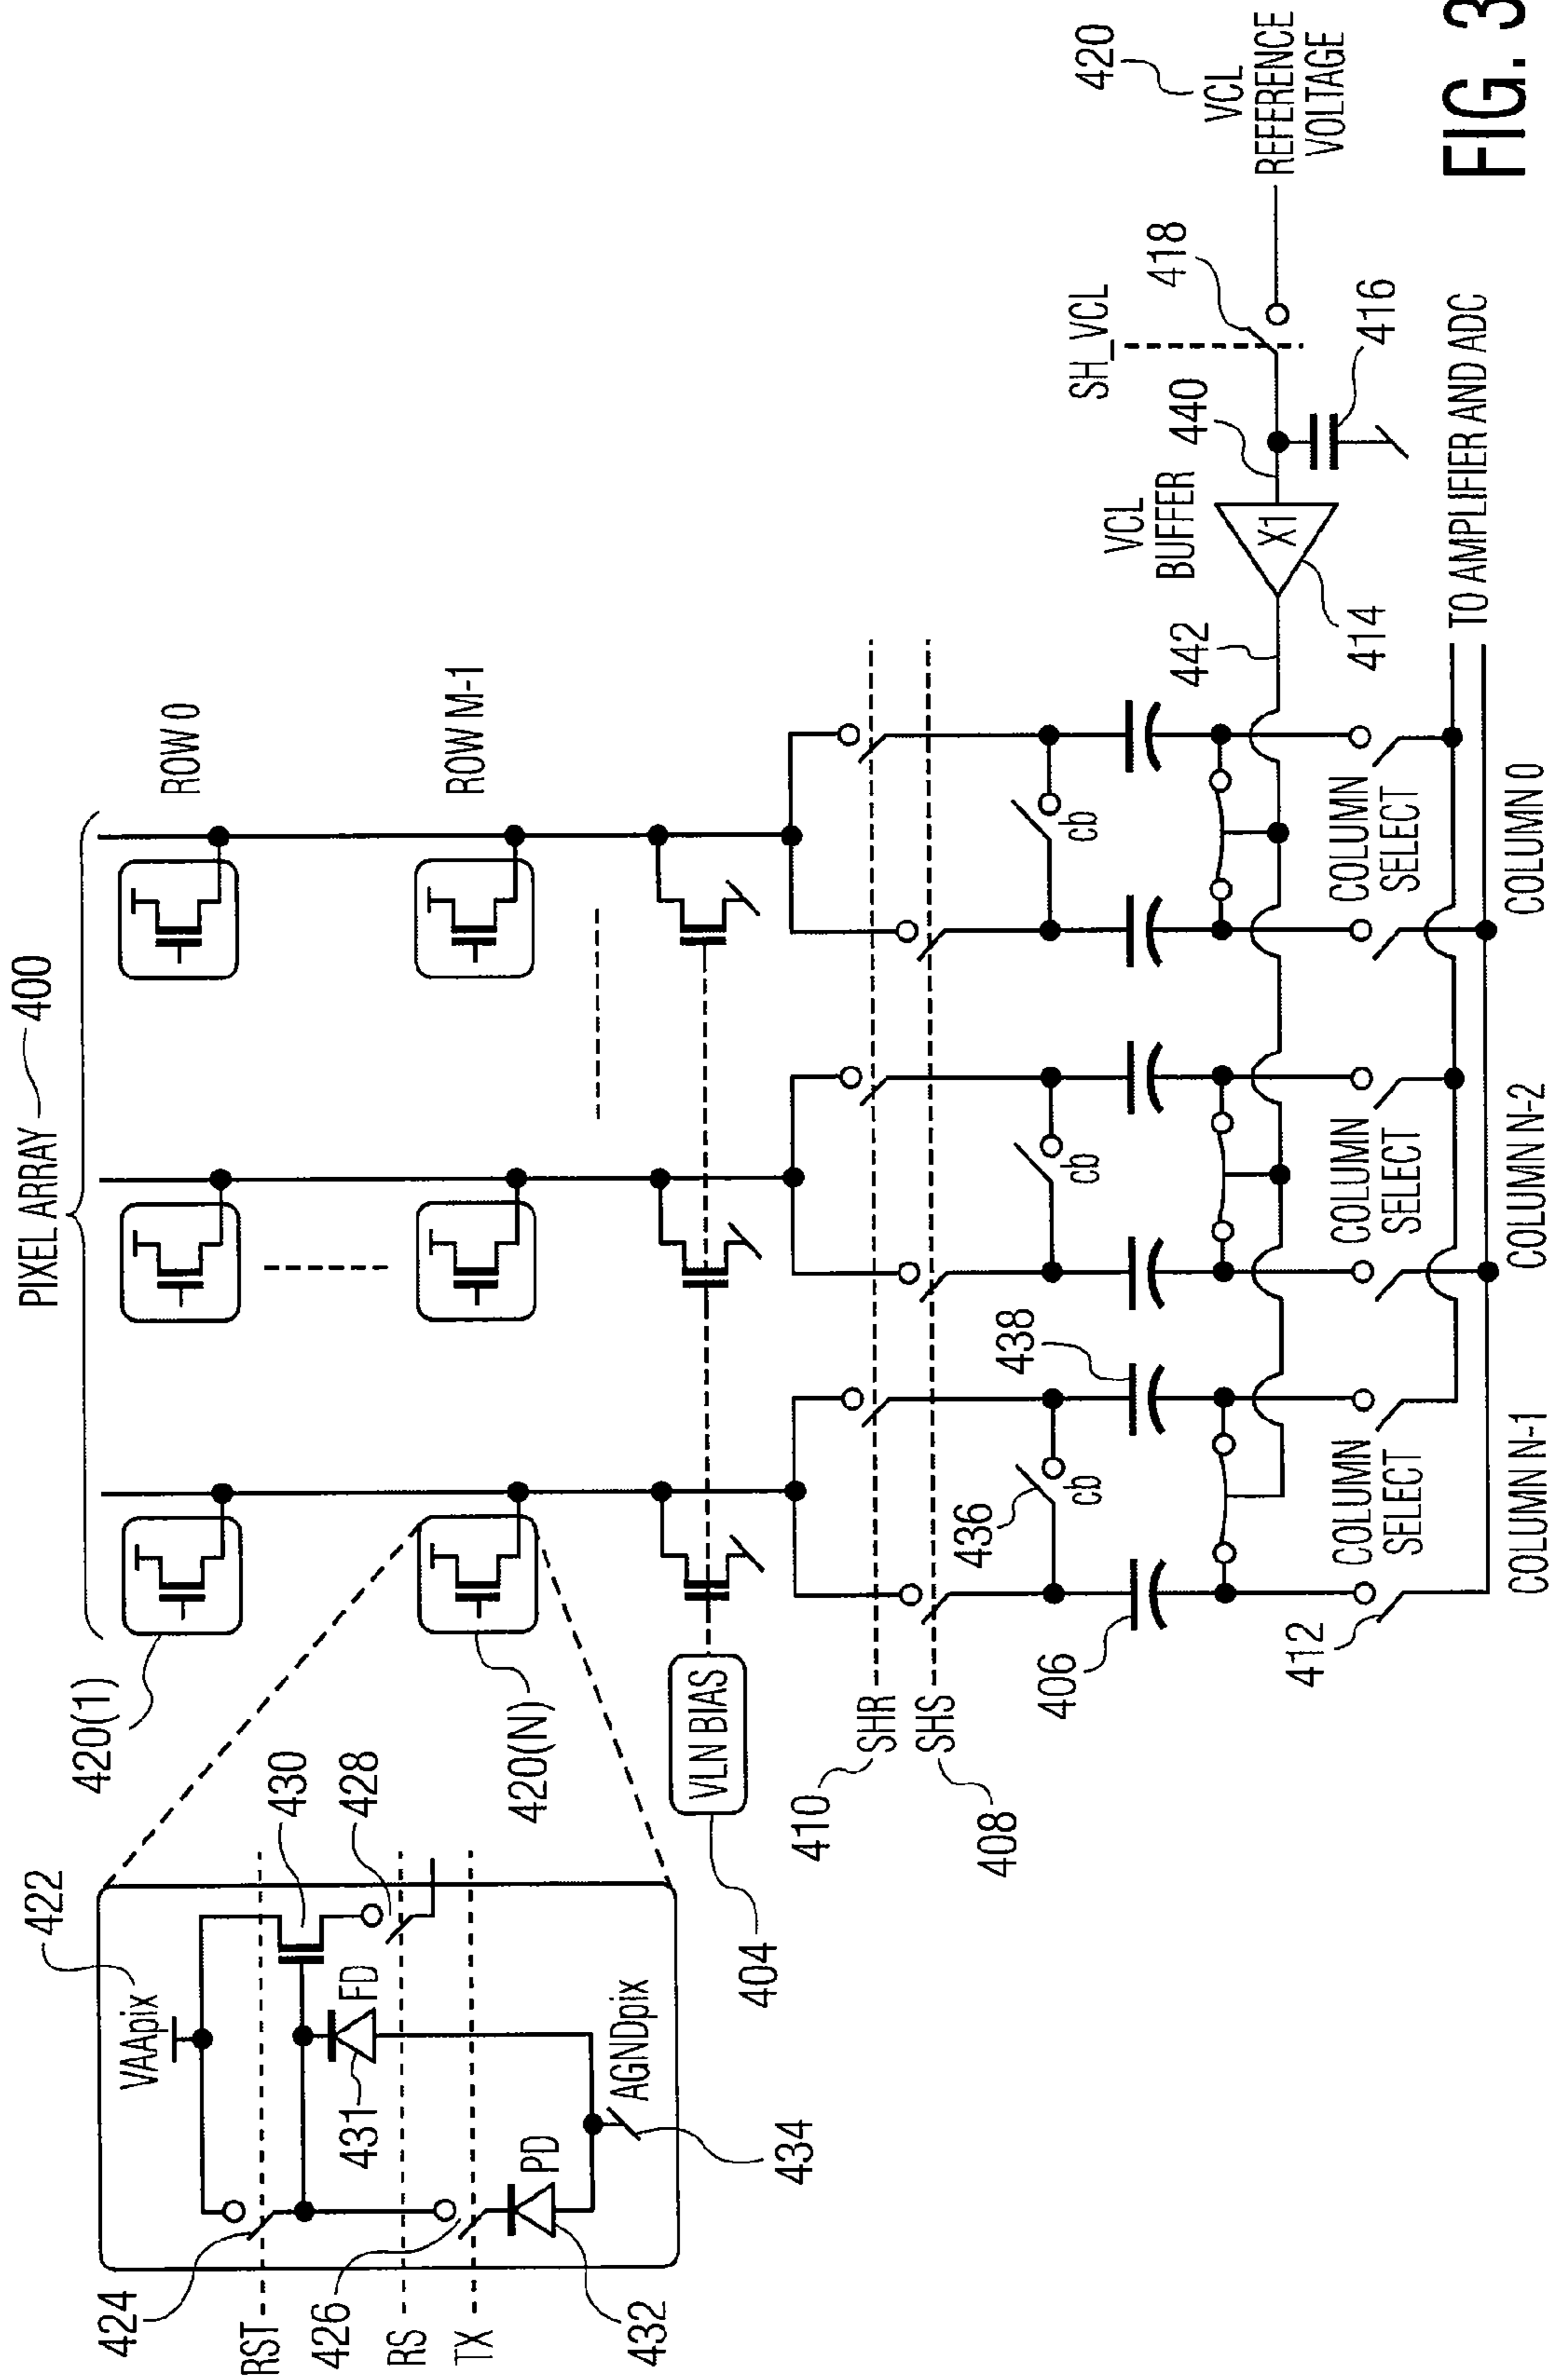 PIXEL ARRAY 400
ROW 0
ROW M-1
420(1)
420(N)
422
VAApix
424
RST
430
428
FD
431
426
RS
TX
PD
432
AGNDpix
434
VLN BIAS
404
410 SHR
408 SHS
436
cb
cb
cb
406
438
412
COLUMN
SELECT
COLUMN
SELECT
COLUMN
SELECT
COLUMN N-1
COLUMN N-2
COLUMN 0
442
414
VCL
BUFFER
X1
440
SH_VCL
418
416
420
VCL
REFERENCE
VOLTAGE
TO AMPLIFIER AND ADC
FIG. 3